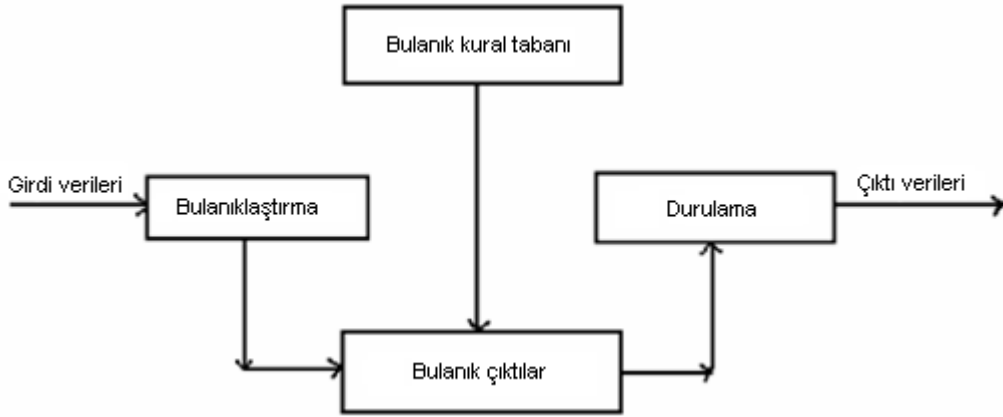 Bulanık kural tabanı
Girdi verileri
Bulanıklaştırma
Durulama
Çıktı verileri
Bulanık çıktılar